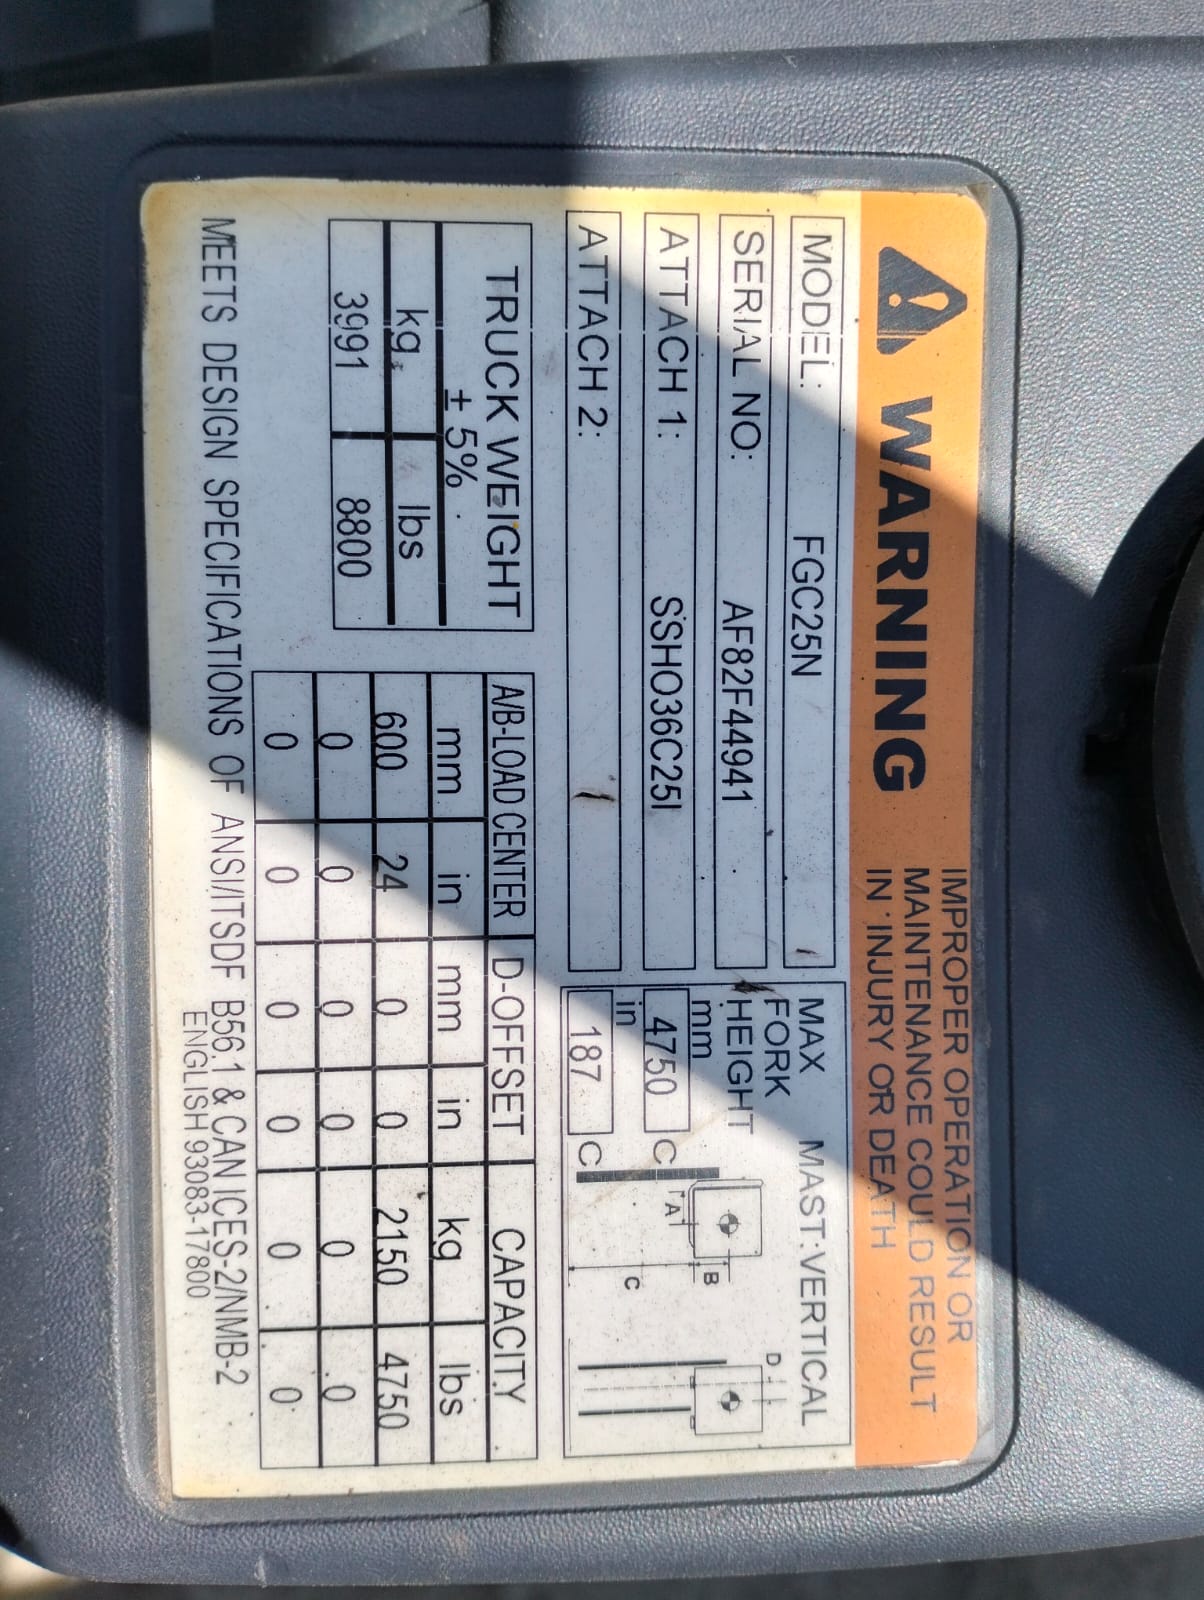 WARNING
IMPROPER OPERATION OR
MAINTENANCE COULD RESULT
IN INJURY OR DEATH
MODEL: FGC25N
SERIAL NO: AF82F44941
ATTACH 1: SSH036C25I
ATTACH 2:
MAX
FORK
HEIGHT
mm
4750 C
in
187 C
MAST:VERTICAL
A
B
C
D
TRUCK WEIGHT
± 5%
kg lbs
3991 8800
A/B-LOAD CENTER D-OFFSET CAPACITY
mm in mm in kg lbs
600 24 0 0 2150 4750
0 0 0 0 0 0
0 0 0 0 0 0
MEETS DESIGN SPECIFICATIONS OF ANSI/ITSDF B56.1 & CAN ICES-2/NMB-2
ENGLISH 93083-17800